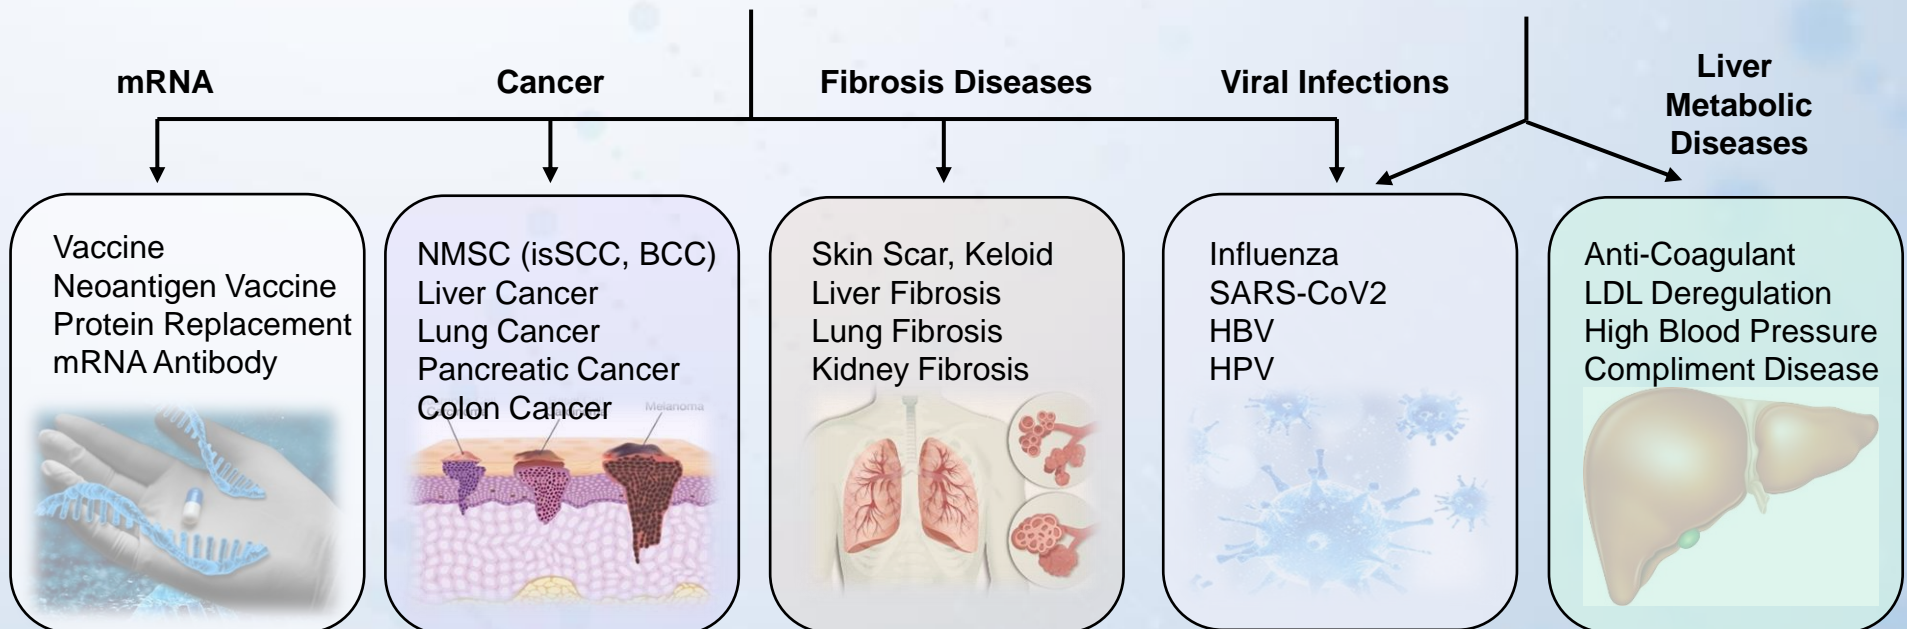 mRNA
Cancer
Fibrosis Diseases
Viral Infections
Liver
Metabolic
Diseases
Vaccine
Neoantigen Vaccine
Protein Replacement
mRNA Antibody
NMSC (isSCC, BCC)
Liver Cancer
Lung Cancer
Pancreatic Cancer
Colon Cancer
Melanoma
Skin Scar, Keloid
Liver Fibrosis
Lung Fibrosis
Kidney Fibrosis
Influenza
SARS-CoV2
HBV
HPV
Anti-Coagulant
LDL Deregulation
High Blood Pressure
Compliment Disease